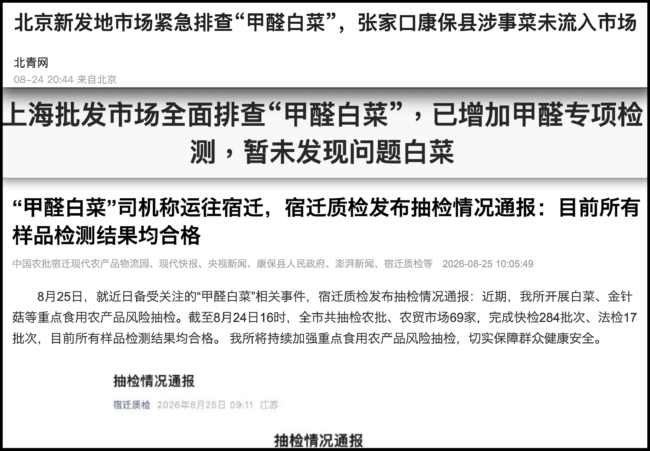 北京新发地市场紧急排查“甲醛白菜”，张家口康保县涉事菜未流入市场
北青网
08-24 20:44 来自北京
上海批发市场全面排查“甲醛白菜”，已增加甲醛专项检
测，暂未发现问题白菜
“甲醛白菜”司机称运往宿迁，宿迁质检发布抽检情况通报：目前所有
样品检测结果均合格
中国农批宿迁现代农产品物流园、现代快报、央视新闻、康保县人民政府、澎湃新闻、宿迁质检等 2026-08-25 10:05:49
8月25日，就近日备受关注的“甲醛白菜”相关事件，宿迁质检发布抽检情况通报：近期，我所开展白菜、金针
菇等重点食用农产品风险抽检。截至8月24日16时，全市共抽检农批、农贸市场69家，完成快检284批次、法检17
批次，目前所有样品检测结果均合格。 我所将持续加强重点食用农产品风险抽检，切实保障群众健康安全。
抽检情况通报
宿迁质检 2026年8月25日 09:11 江苏
抽检情况通报